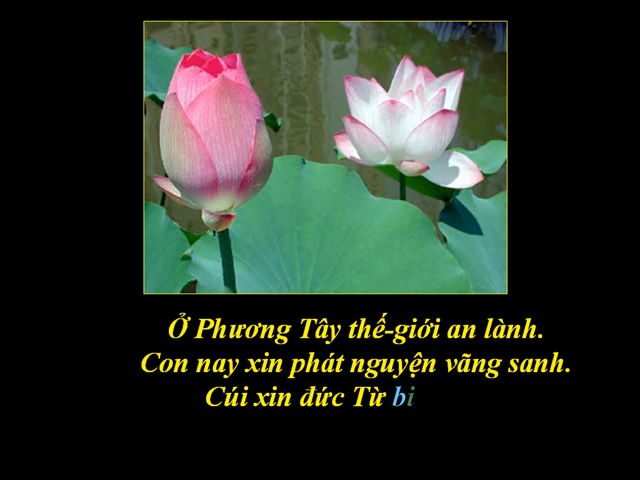 Ở Phương Tây thế-giới an lành.
Con nay xin phát nguyện vãng sanh.
Cúi xin đức Từ bi